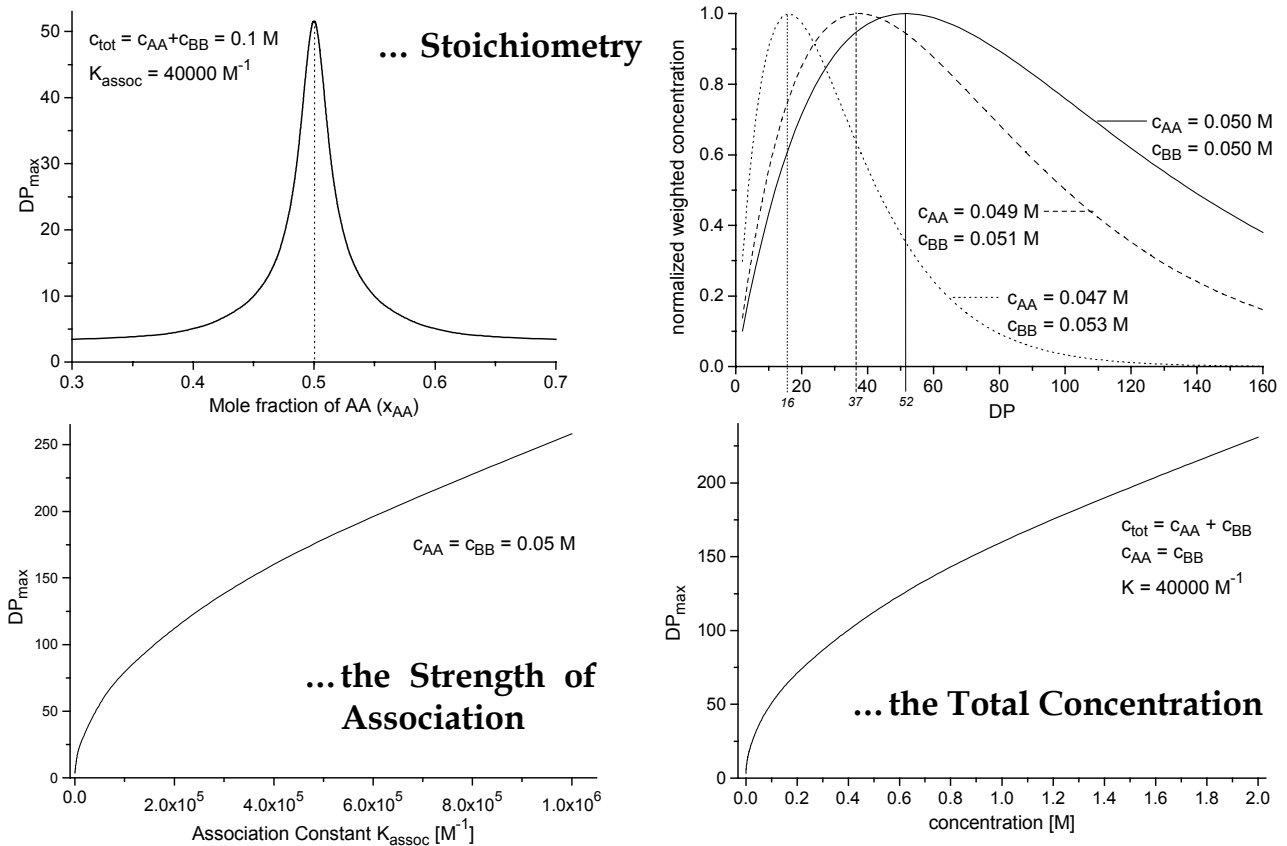 c_tot = c_AA+c_BB = 0.1 M
K_assoc = 40000 M^-1
... Stoichiometry
DP_max
50
40
30
20
10
0
0.3 0.4 0.5 0.6 0.7
Mole fraction of AA (x_AA)
normalized weighted concentration
1.0
0.8
0.6
0.4
0.2
0.0
c_AA = 0.050 M
c_BB = 0.050 M
c_AA = 0.049 M
c_BB = 0.051 M
c_AA = 0.047 M
c_BB = 0.053 M
0 20 40 60 80 100 120 140 160
16 37 52
DP
DP_max
250
200
150
100
50
0
c_AA = c_BB = 0.05 M
...the Strength of
Association
0.0 2.0x10^5 4.0x10^5 6.0x10^5 8.0x10^5 1.0x10^6
Association Constant K_assoc [M^-1]
DP_max
200
150
100
50
0
c_tot = c_AA + c_BB
c_AA = c_BB
K = 40000 M^-1
...the Total Concentration
0.0 0.2 0.4 0.6 0.8 1.0 1.2 1.4 1.6 1.8 2.0
concentration [M]